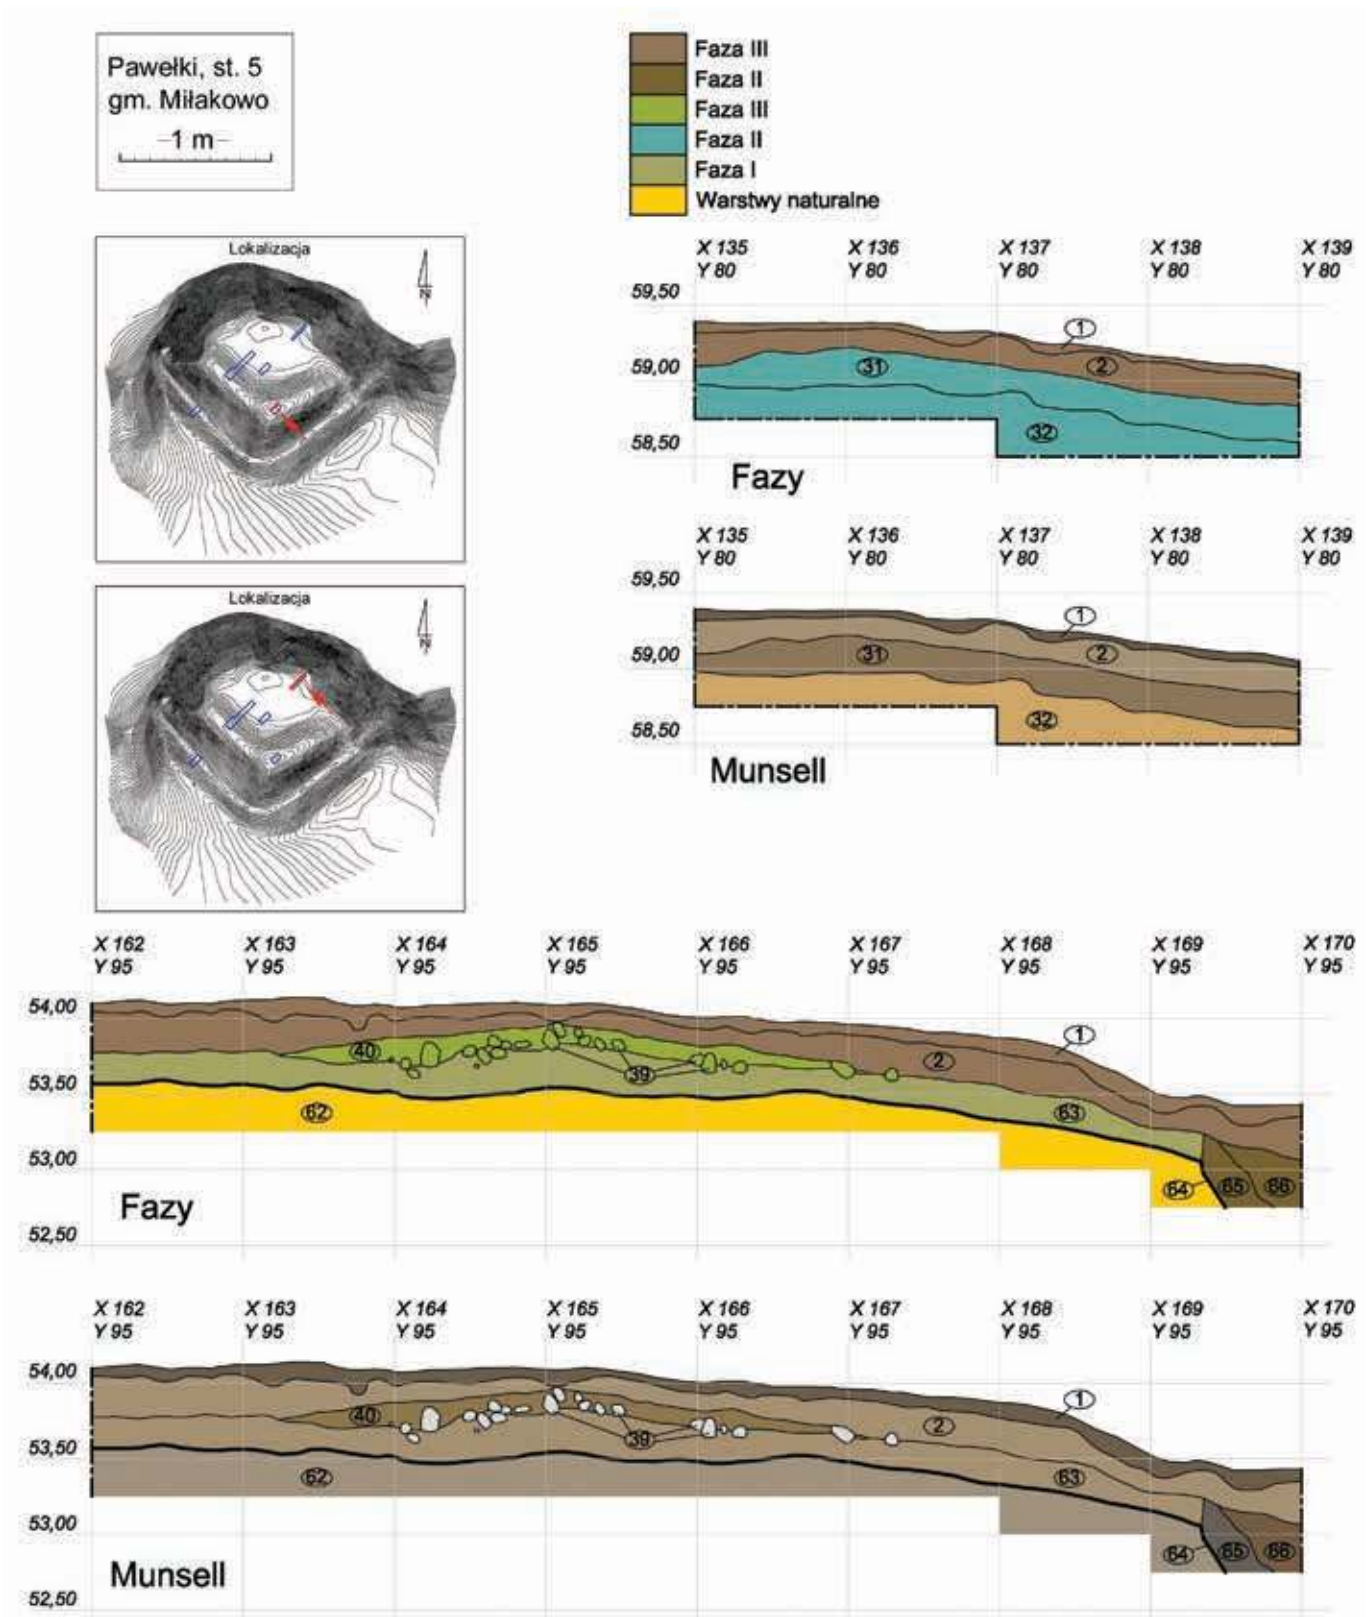 Pawełki, st. 5
gm. Miłakowo
1 m
Faza III
Faza II
Faza III
Faza II
Faza I
Warstwy naturalne
Lokalizacja
N
X 135 X 136 X 137 X 138 X 139
Y 80 Y 80 Y 80 Y 80 Y 80
59,50
1
59,00
31
2
58,50
32
Fazy
X 135 X 136 X 137 X 138 X 139
Y 80 Y 80 Y 80 Y 80 Y 80
59,50
1
59,00
31
2
58,50
32
Munsell
Lokalizacja
N
X 162 X 163 X 164 X 165 X 166 X 167 X 168 X 169 X 170
Y 95 Y 95 Y 95 Y 95 Y 95 Y 95 Y 95 Y 95 Y 95
54,00
1
40
2
39
53,50
62
63
53,00
64 65 66
Fazy
52,50
X 162 X 163 X 164 X 165 X 166 X 167 X 168 X 169 X 170
Y 95 Y 95 Y 95 Y 95 Y 95 Y 95 Y 95 Y 95 Y 95
54,00
1
40
2
39
53,50
62
63
53,00
64 65 66
Munsell
52,50